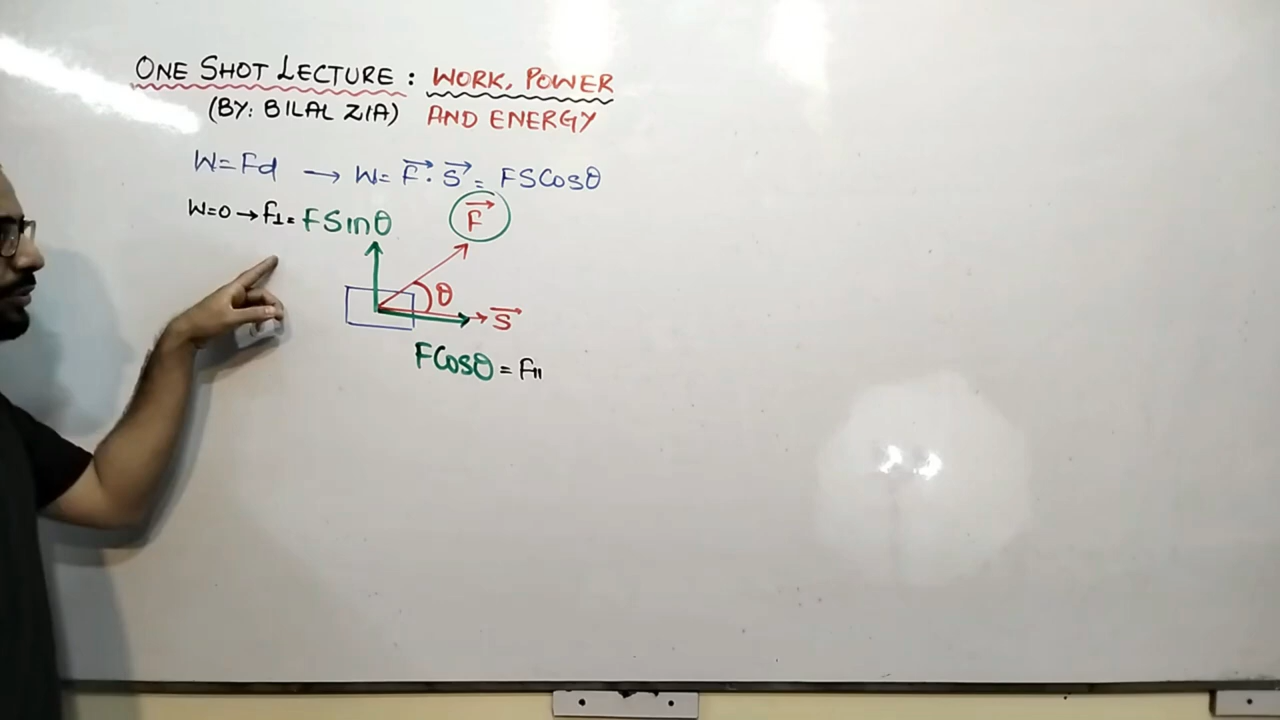 ONE SHOT LECTURE: WORK, POWER
(BY: BILAL ZIA) AND ENERGY
W=Fd → W= F⃗ . S⃗ = FSCosθ
W=0 → F⊥= FSinθ
F⃗
θ
S⃗
FCosθ = F||